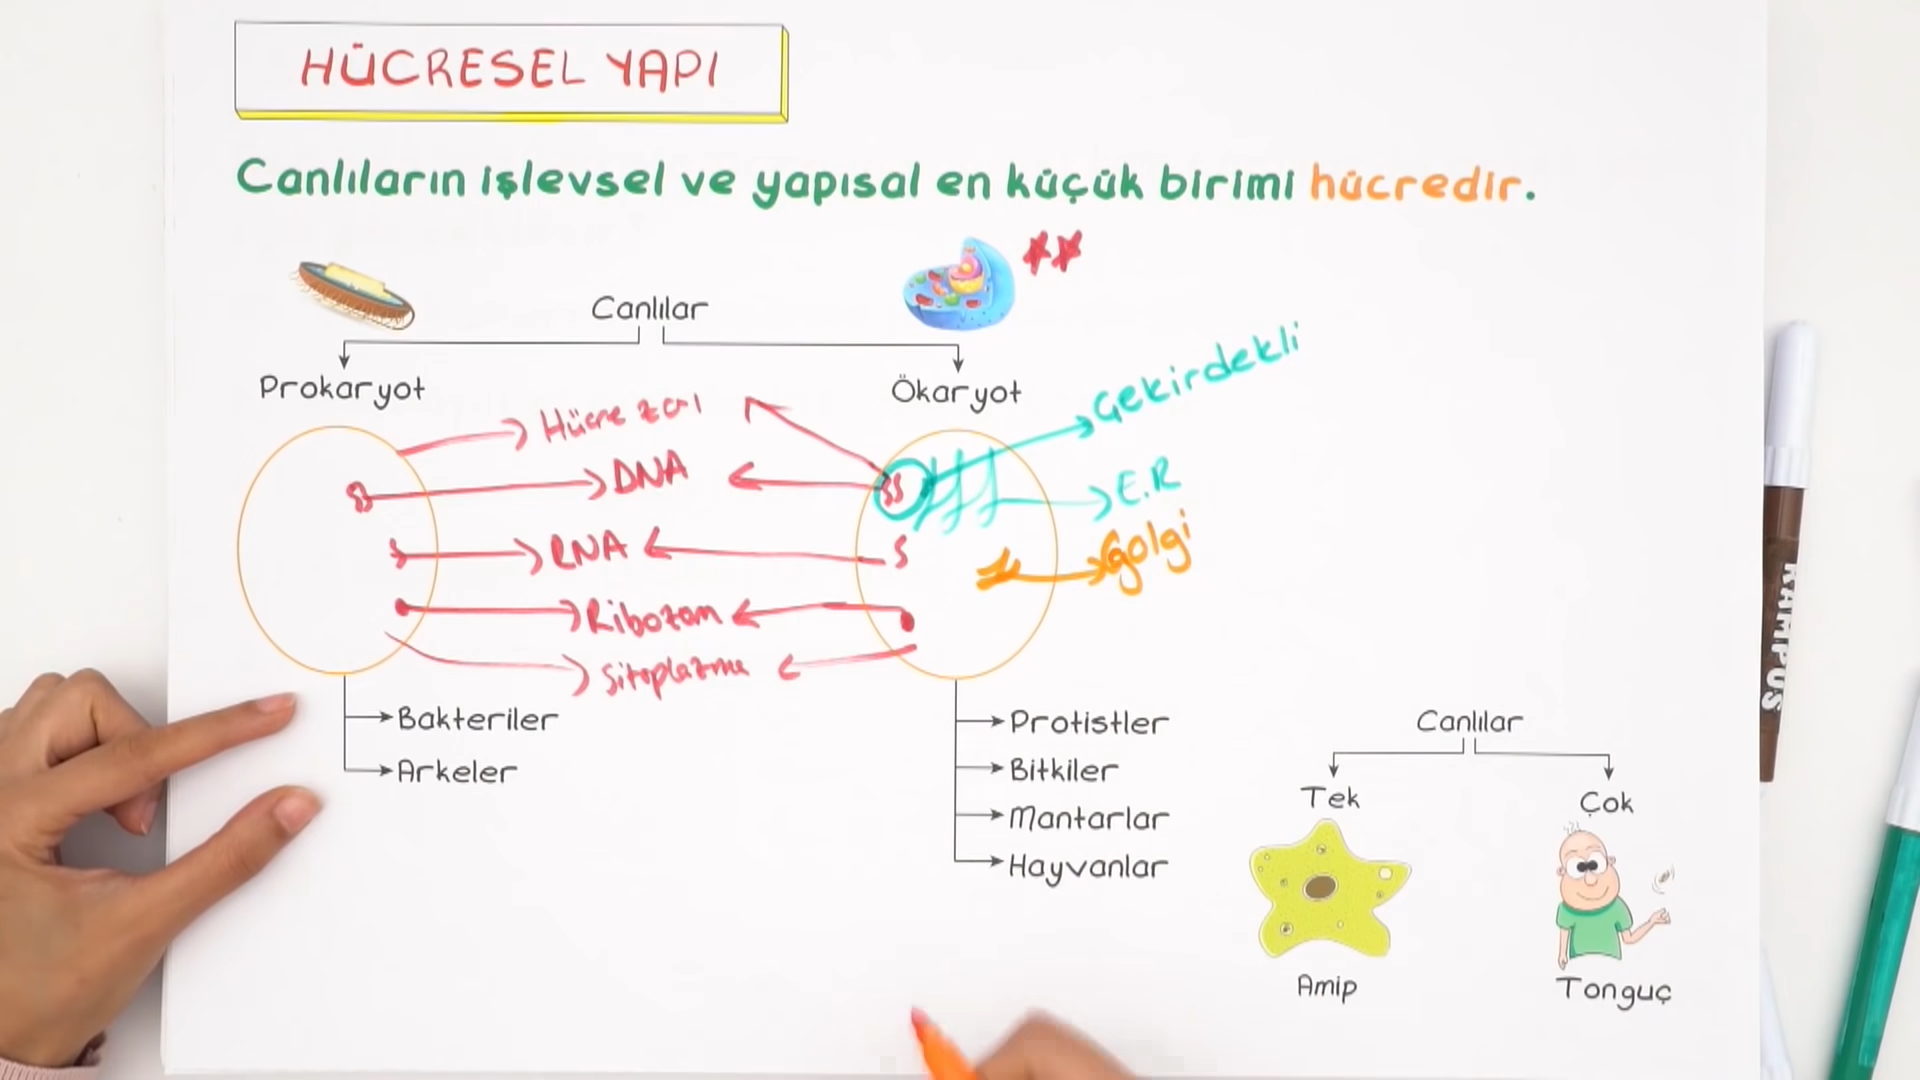 HÜCRESEL YAPI
Canlıların işlevsel ve yapısal en küçük birimi hücredir.
Canlılar
Prokaryot
Ökaryot
Hücre zarı
DNA
RNA
Ribozom
Sitoplazma
Çekirdekli
E.R
Golgi
Bakteriler
Arkeler
Protistler
Bitkiler
Mantarlar
Hayvanlar
Canlılar
Tek
Çok
Amip
Tonguç
KAMPÜS